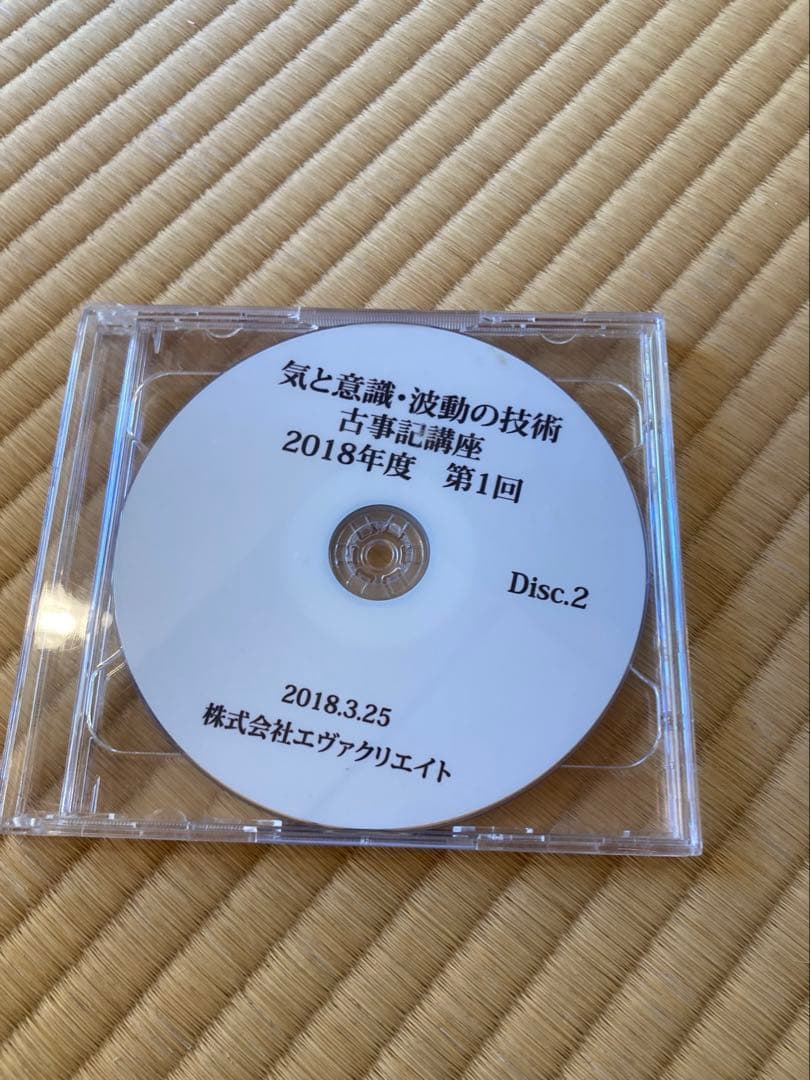 気と意識・波動の技術
古事記講座
2018年度　第1回
Disc.2
2018.3.25
株式会社エヴァクリエイト